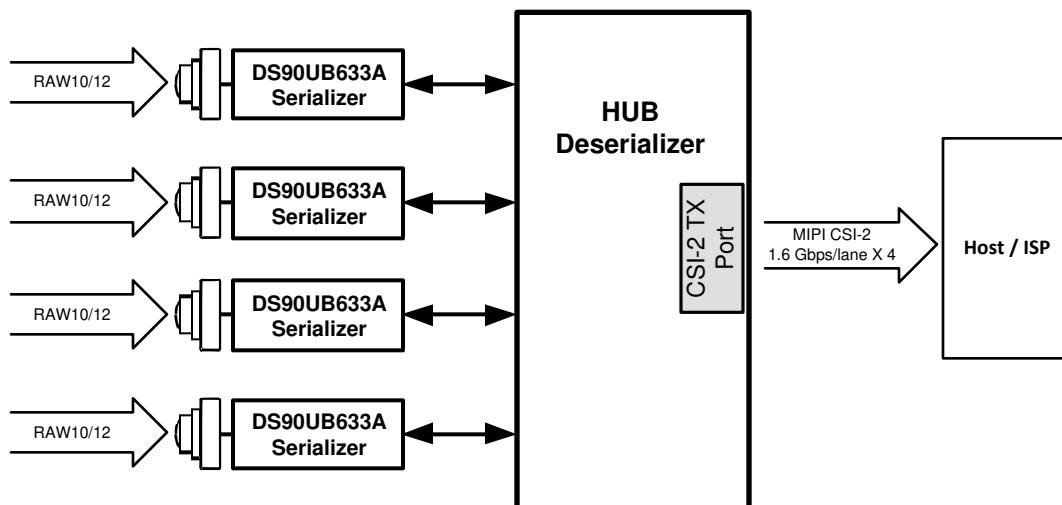 RAW10/12
DS90UB633A
Serializer
RAW10/12
DS90UB633A
Serializer
RAW10/12
DS90UB633A
Serializer
RAW10/12
DS90UB633A
Serializer
HUB
Deserializer
CSI-2 TX
Port
MIPI CSI-2
1.6 Gbps/lane X 4
Host / ISP